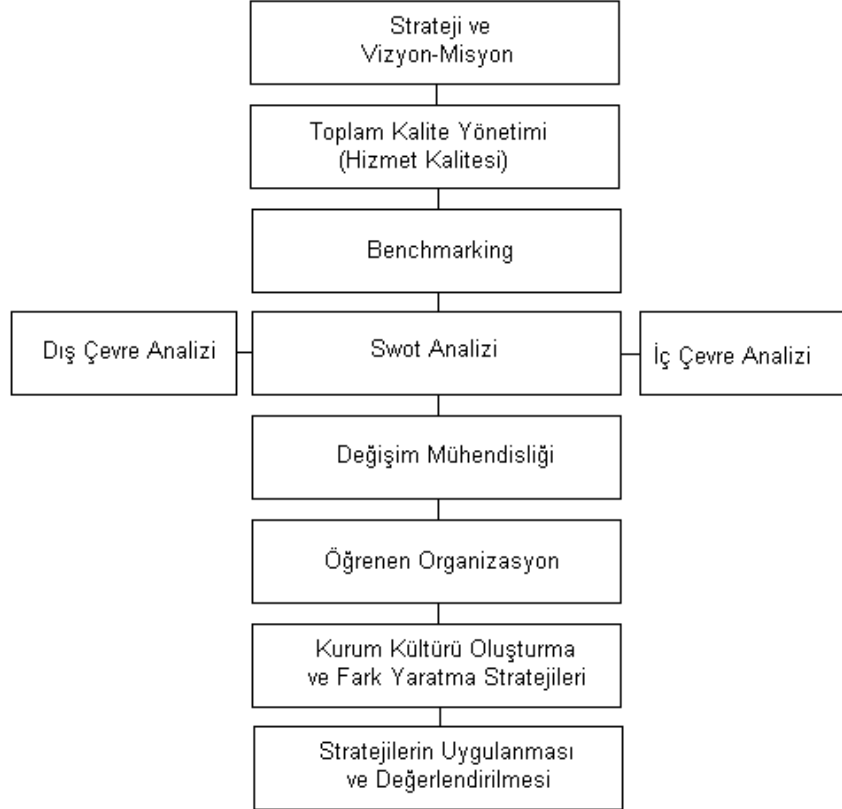 Strateji ve
Vizyon-Misyon
Toplam Kalite Yönetimi
(Hizmet Kalitesi)
Benchmarking
Dış Çevre Analizi
Swot Analizi
İç Çevre Analizi
Değişim Mühendisliği
Öğrenen Organizasyon
Kurum Kültürü Oluşturma
ve Fark Yaratma Stratejileri
Stratejilerin Uygulanması
ve Değerlendirilmesi